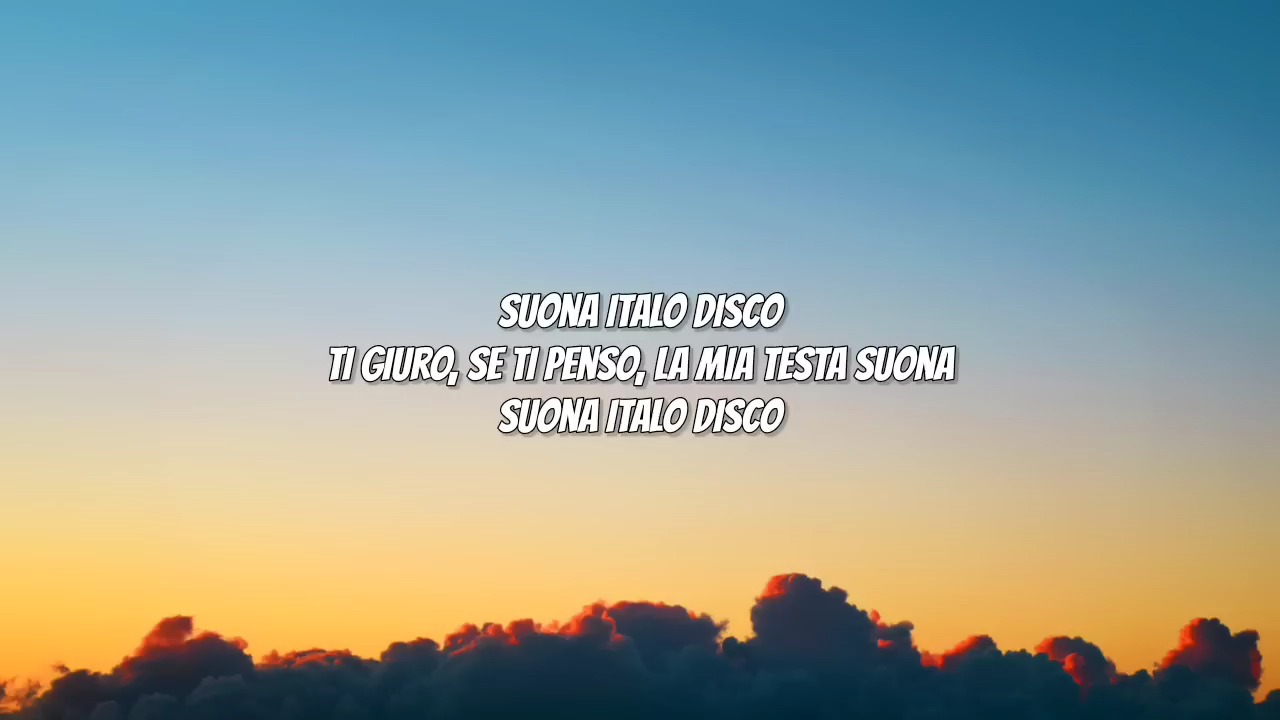 SUONA ITALO DISCO
TI GIURO, SE TI PENSO, LA MIA TESTA SUONA
SUONA ITALO DISCO